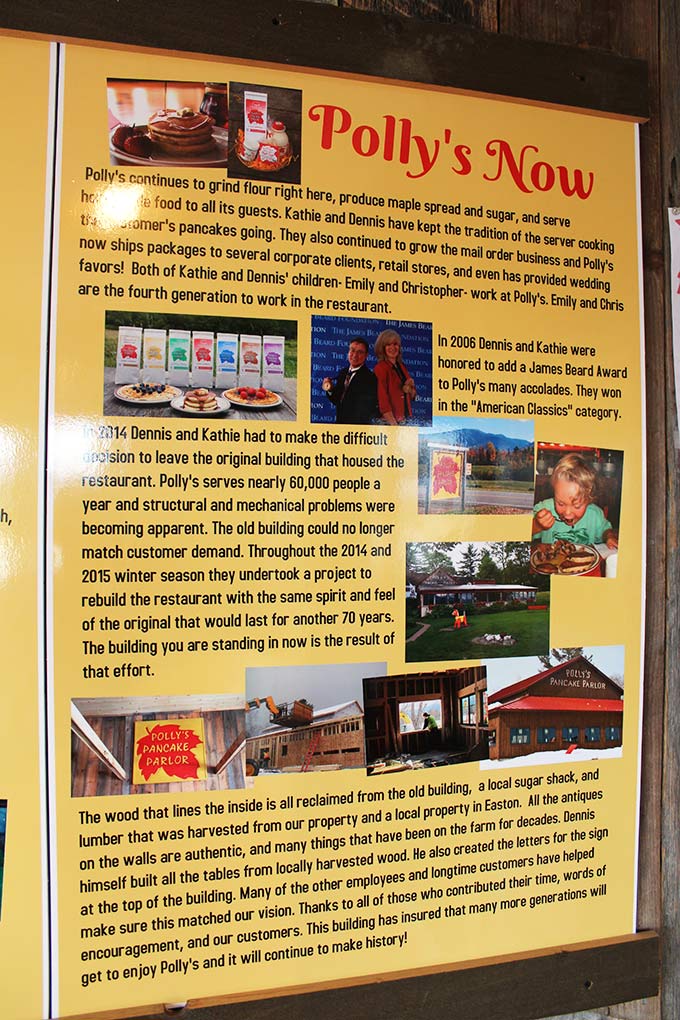 Polly's Now
Polly's continues to grind flour right here, produce maple spread and sugar, and serve
food to all its guests. Kathie and Dennis have kept the tradition of the server cooking
pancakes going. They also continued to grow the mail order business and Polly's
now ships packages to several corporate clients, retail stores, and even has provided wedding
favors! Both of Kathie and Dennis' children- Emily and Christopher- work at Polly's. Emily and Chris
are the fourth generation to work in the restaurant.
THE JAMES BEARD
FOUNDATION
In 2006 Dennis and Kathie were
honored to add a James Beard Award
to Polly's many accolades. They won
in the "American Classics" category.
In 2014 Dennis and Kathie had to make the difficult
decision to leave the original building that housed the
restaurant. Polly's serves nearly 60,000 people a
year and structural and mechanical problems were
becoming apparent. The old building could no longer
match customer demand. Throughout the 2014 and
2015 winter season they undertook a project to
rebuild the restaurant with the same spirit and feel
of the original that would last for another 70 years.
The building you are standing in now is the result of
that effort.
POLLY'S
PANCAKE
PARLOR
POLLY'S
PANCAKE PARLOR
The wood that lines the inside is all reclaimed from the old building, a local sugar shack, and
lumber that was harvested from our property and a local property in Easton. All the antiques
on the walls are authentic, and many things that have been on the farm for decades. Dennis
himself built all the tables from locally harvested wood. He also created the letters for the sign
at the top of the building. Many of the other employees and longtime customers have helped
make sure this matched our vision. Thanks to all of those who contributed their time, words of
encouragement, and our customers. This building has insured that many more generations will
get to enjoy Polly's and it will continue to make history!